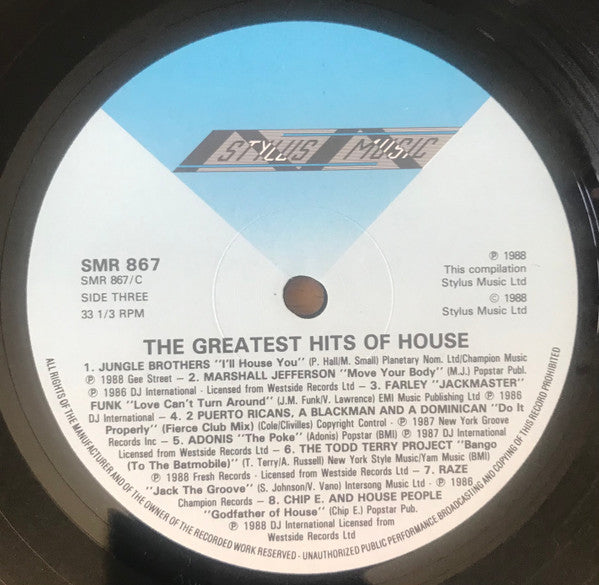 STYLUS MUSIC
SMR 867
SMR 867/C
SIDE THREE
33 1/3 RPM
℗ 1988
This compilation
Stylus Music Ltd
© 1988
Stylus Music Ltd
THE GREATEST HITS OF HOUSE
1. JUNGLE BROTHERS "I'll House You" (P. Hall/M. Small) Planetary Nom. Ltd/Champion Music
℗ 1988 Gee Street – 2. MARSHALL JEFFERSON "Move Your Body" (M.J.) Popstar Publ.
℗ 1986 DJ International - Licensed from Westside Records Ltd – 3. FARLEY "JACKMASTER"
FUNK "Love Can't Turn Around" (J.M. Funk/V. Lawrence) EMI Music Publishing Ltd ℗ 1986
DJ International – 4. 2 PUERTO RICANS, A BLACKMAN AND A DOMINICAN "Do It
Properly" (Fierce Club Mix) (Cole/Clivilles) Copyright Control - ℗ 1987 New York Groove
Records Inc – 5. ADONIS "The Poke" (Adonis) Popstar (BMI) – ℗ 1987 DJ International
Licensed from Westside Records Ltd – 6. THE TODD TERRY PROJECT "Bango
(To The Batmobile)" (T. Terry/A. Russell) New York Style Music/Yam Music (BMI)
℗ 1988 Fresh Records - Licensed from Westside Records Ltd – 7. RAZE
"Jack The Groove" (S. Johnson/V. Vano) Intersong Music Ltd - ℗ 1986
Champion Records – 8. CHIP E. AND HOUSE PEOPLE
"Godfather of House" (Chip E.) Popstar Pub.
℗ 1988 DJ International Licensed from
Westside Records Ltd
ALL RIGHTS OF THE MANUFACTURER AND OF THE OWNER OF THE RECORDED WORK RESERVED - UNAUTHORIZED PUBLIC PERFORMANCE BROADCASTING AND COPYING OF THIS RECORD PROHIBITED